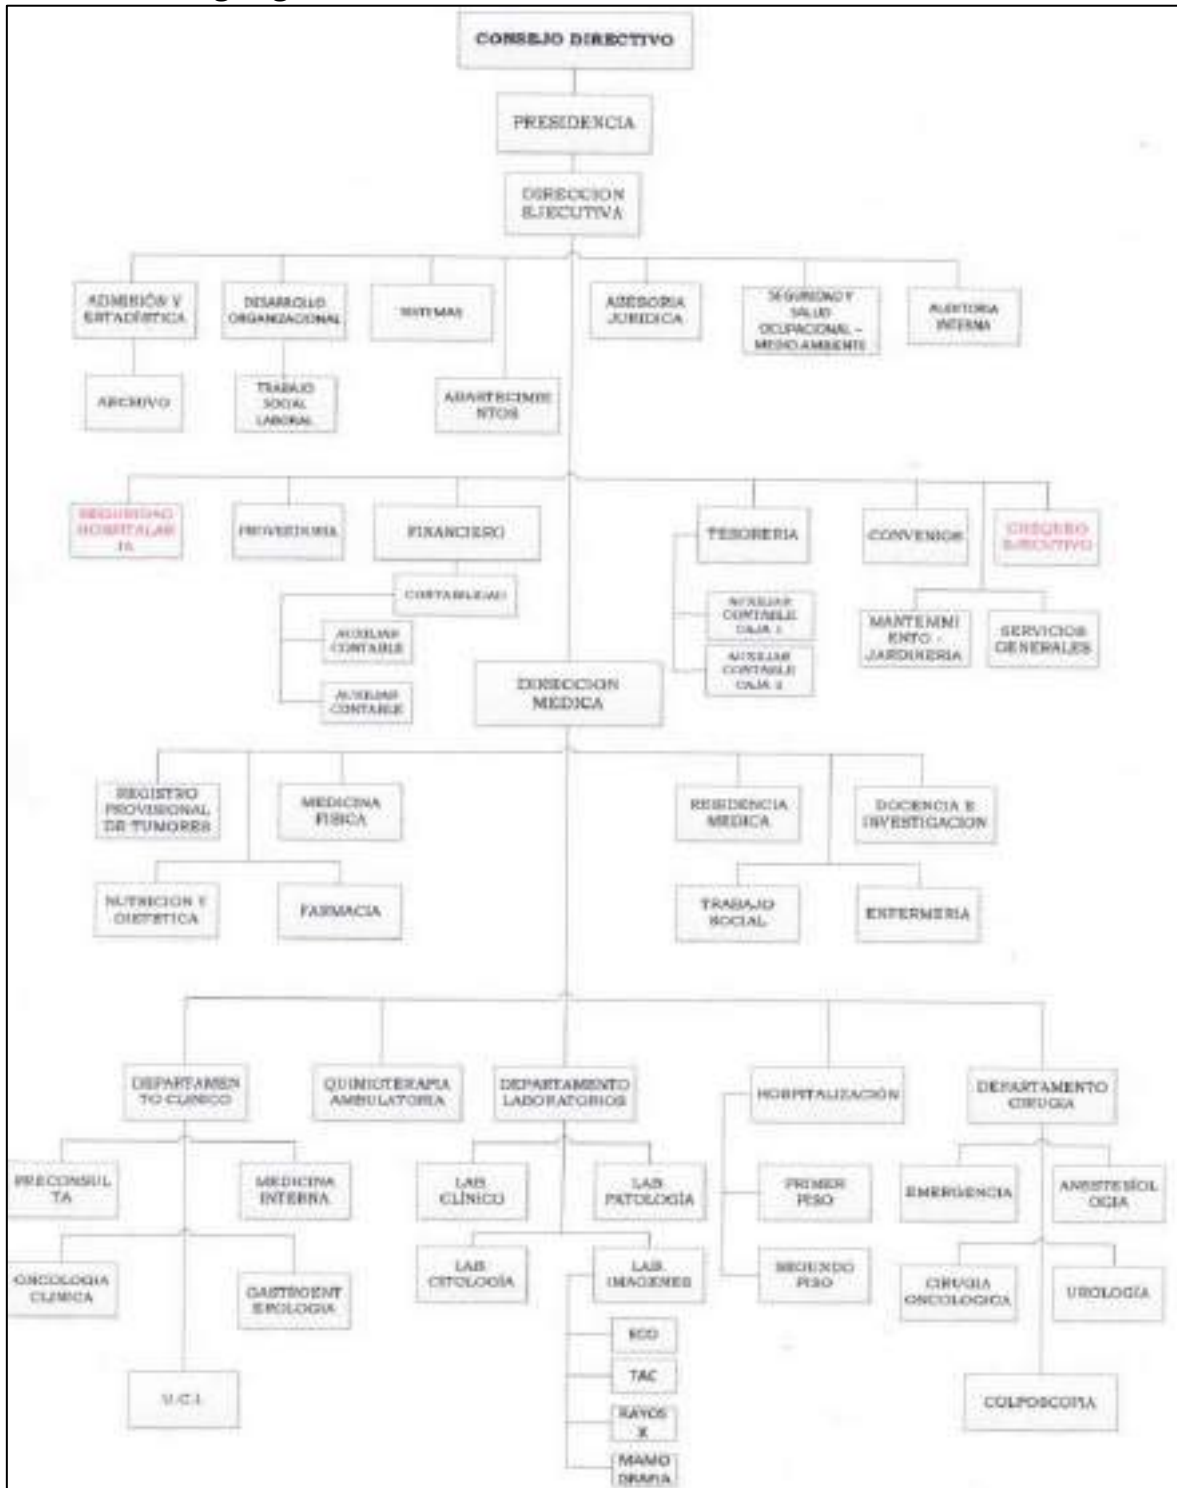 CONSEJO DIRECTIVO
PRESIDENCIA
DIRECCION
EJECUTIVA
ADMISIÓN Y
ESTADÍSTICA
DESARROLLO
ORGANIZACIONAL
SISTEMAS
ASESORIA
JURIDICA
SEGURIDAD Y
SALUD
OCUPACIONAL –
MEDIO AMBIENTE
AUDITORIA
INTERNA
ARCHIVO
TRABAJO
SOCIAL
LABORAL
ABASTECIMIE
NTOS
SEGURIDAD
HOSPITALAR
IA
PROVEEDURIA
FINANCIERO
TESORERIA
CONVENIOS
CHEQUEO
EJECUTIVO
CONTABILIDAD
AUXILIAR
CONTABLE
AUXILIAR
CONTABLE
AUXILIAR
CONTABLE
CAJA 1
AUXILIAR
CONTABLE
CAJA 2
MANTENIMI
ENTO -
JARDINERIA
SERVICIOS
GENERALES
DIRECCION
MEDICA
REGISTRO
PROVISIONAL
DE TUMORES
MEDICINA
FISICA
RESIDENCIA
MEDICA
DOCENCIA E
INVESTIGACION
NUTRICION Y
DIETETICA
FARMACIA
TRABAJO
SOCIAL
ENFERMERIA
DEPARTAMEN
TO CLINICO
QUIMIOTERAPIA
AMBULATORIA
DEPARTAMENTO
LABORATORIOS
HOSPITALIZACIÓN
DEPARTAMENTO
CIRUGIA
PRECONSUL
TA
MEDICINA
INTERNA
LAB.
CLÍNICO
LAB.
PATOLOGÍA
PRIMER
PISO
EMERGENCIA
ANESTESIOL
OGIA
ONCOLOGIA
CLINICA
GASTROENT
EROLOGIA
LAB.
CITOLOGÍA
LAB.
IMAGENES
SEGUNDO
PISO
CIRUGIA
ONCOLOGICA
UROLOGÍA
ECO
TAC
RAYOS
X
MAMO
GRAFIA
U.C.I.
COLPOSCOPIA